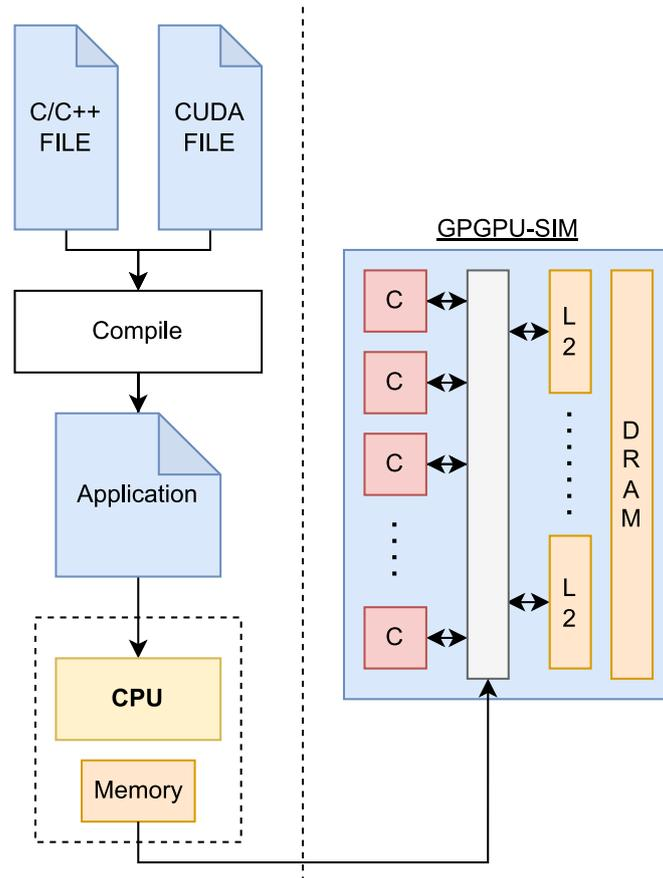 C/C++
FILE
CUDA
FILE
Compile
Application
CPU
Memory
GPGPU-SIM
C
C
C
C
L
2
L
2
D
R
A
M